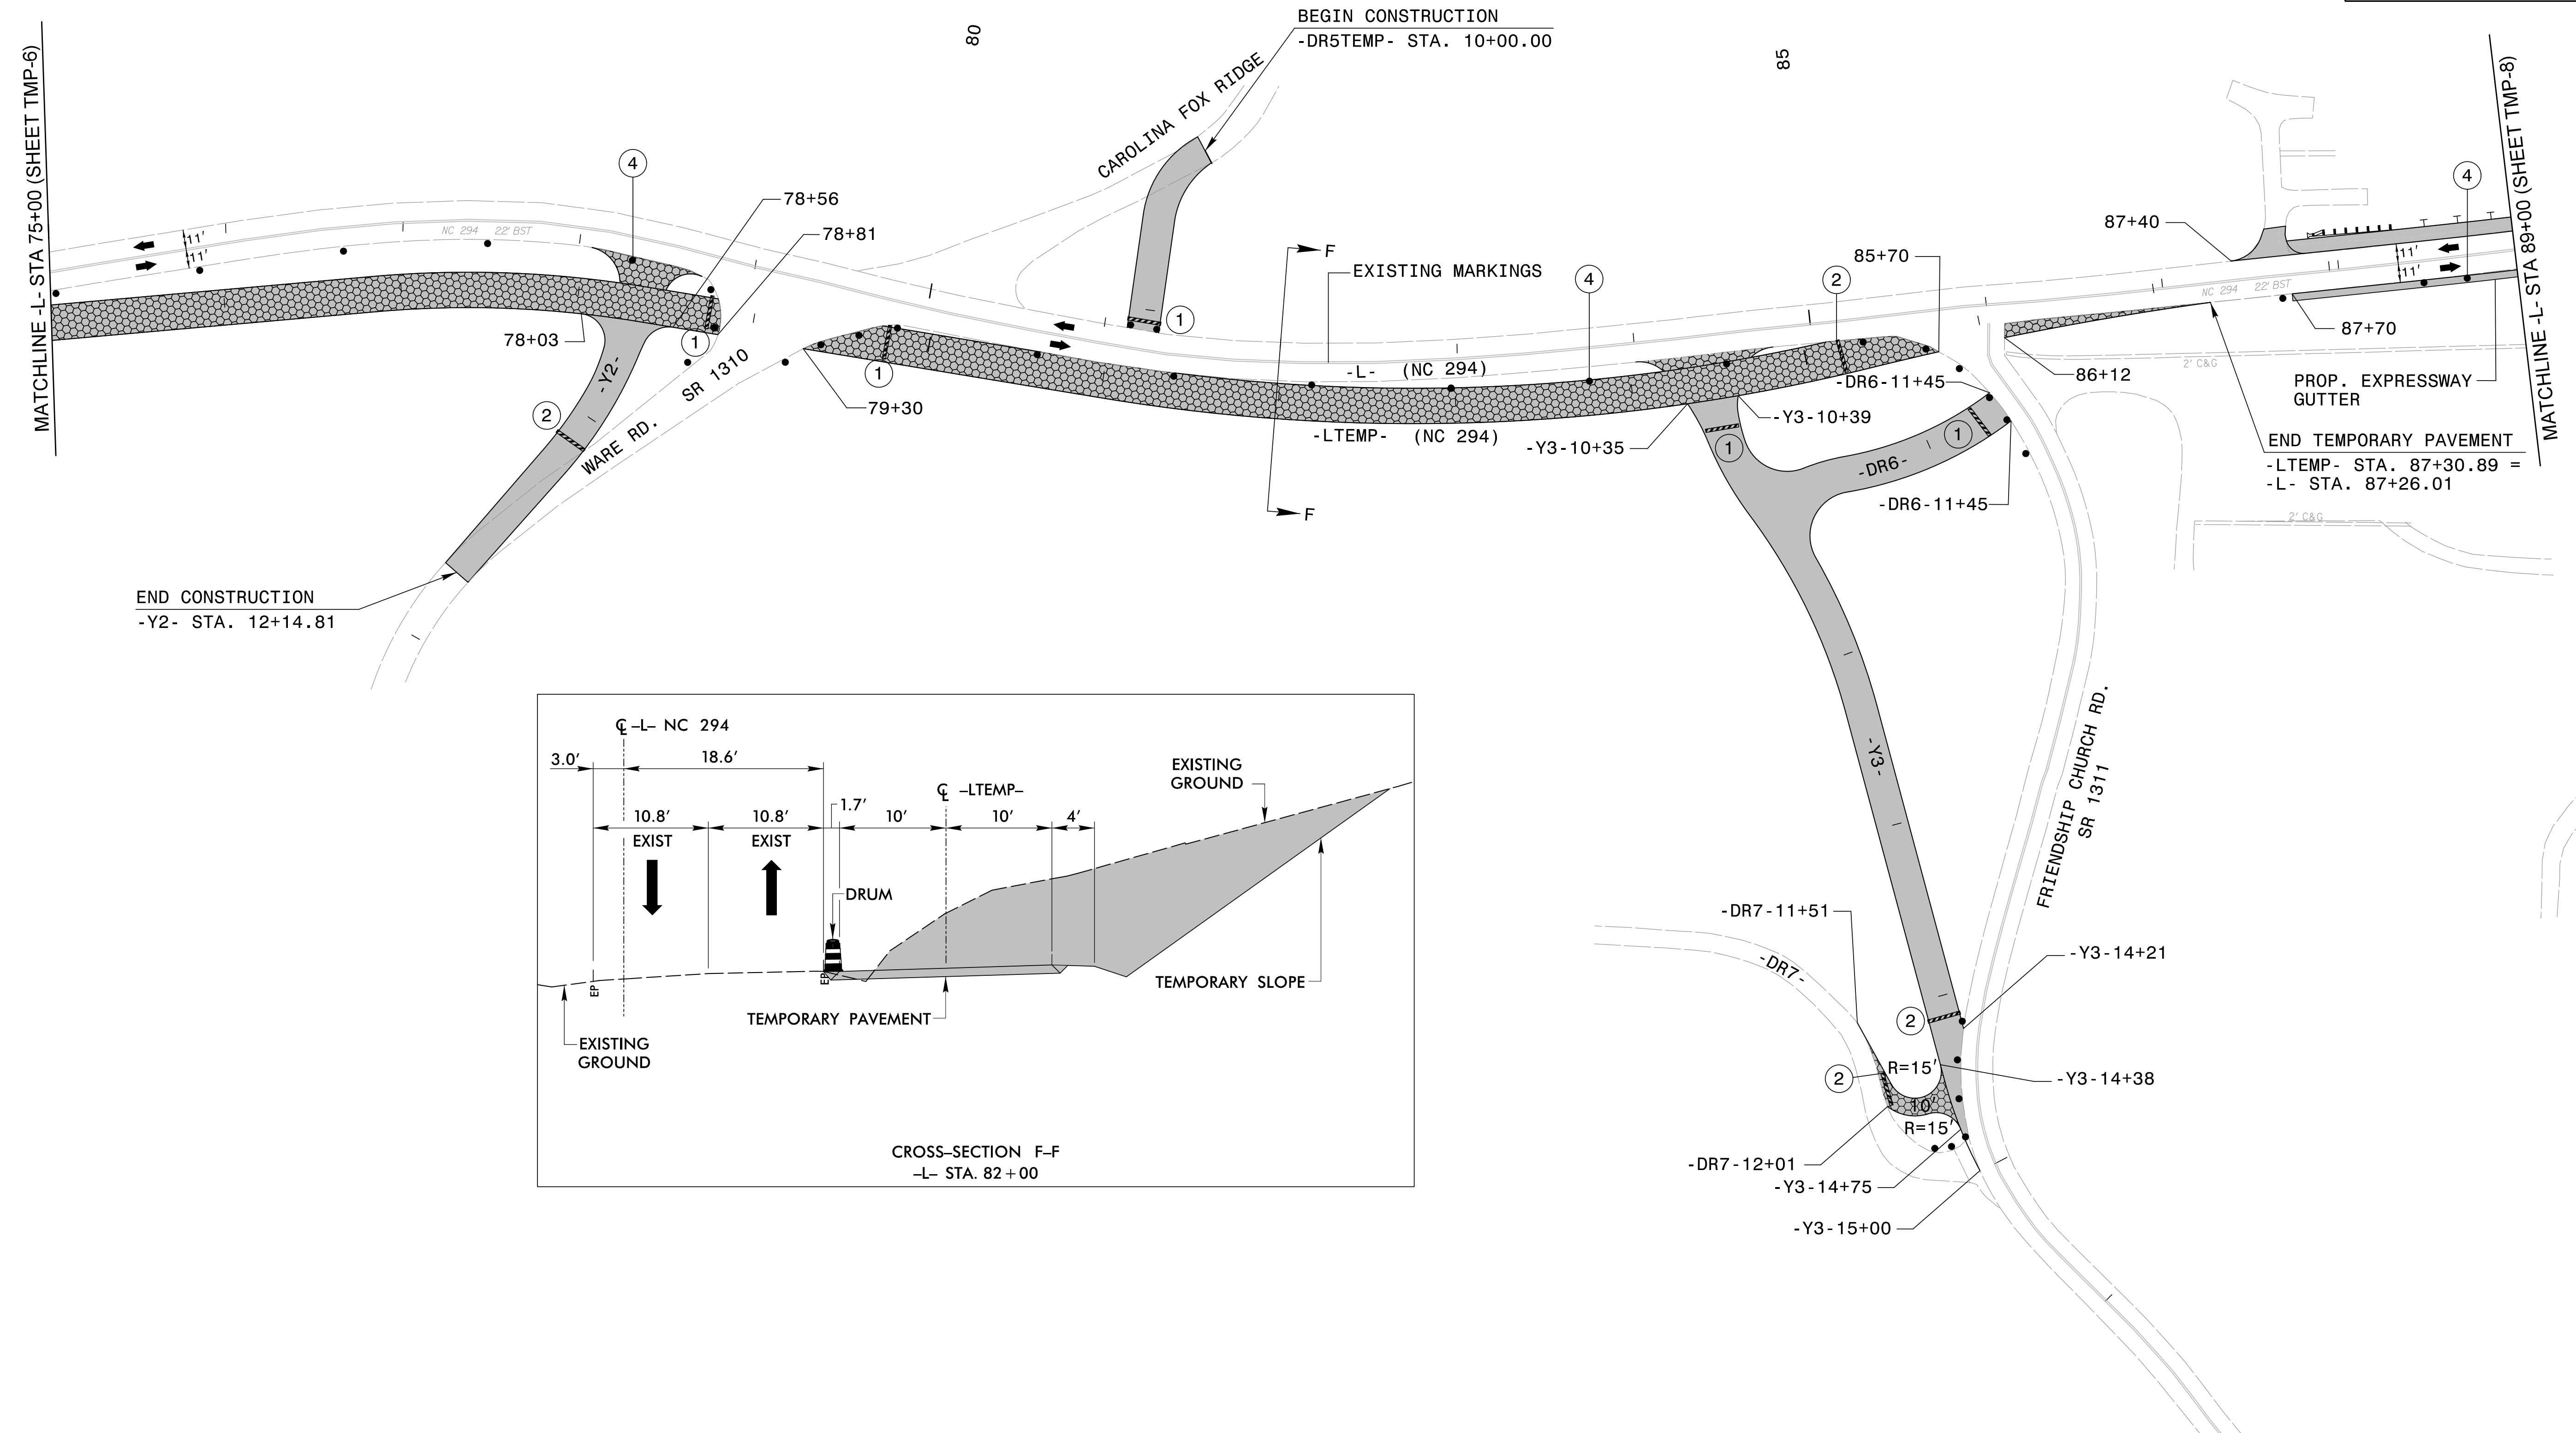 BEGIN CONSTRUCTION
-DR5TEMP- STA. 10+00.00
80
85
CAROLINA FOX RIDGE
MATCHLINE -L- STA 75+00 (SHEET TMP-6)
MATCHLINE -L- STA 89+00 (SHEET TMP-8)
4
78+56
78+81
11'
11'
NC 294 22' BST
F
EXISTING MARKINGS
4
2
85+70
87+40
4
11'
11'
NC 294 22' BST
1
78+03
1
-Y2-
SR 1310
WARE RD.
2
1
79+30
-L- (NC 294)
-LTEMP- (NC 294)
F
-DR6-11+45
-Y3-10+39
-Y3-10+35
1
1
-DR6-
-DR6-11+45
87+70
86+12
2' C&G
PROP. EXPRESSWAY
GUTTER
END TEMPORARY PAVEMENT
-LTEMP- STA. 87+30.89 =
-L- STA. 87+26.01
2' C&G
END CONSTRUCTION
-Y2- STA. 12+14.81
℄ -L- NC 294
3.0'
18.6'
℄ -LTEMP-
1.7'
10.8'
10.8'
10'
10'
4'
EXIST
EXIST
EXISTING
GROUND
DRUM
EP
EP
TEMPORARY SLOPE
TEMPORARY PAVEMENT
EXISTING
GROUND
CROSS-SECTION F-F
-L- STA. 82+00
-Y3-
FRIENDSHIP CHURCH RD.
SR 1311
-DR7-11+51
-DR7-
-Y3-14+21
2
R=15'
2
-Y3-14+38
10'
R=15'
-DR7-12+01
-Y3-14+75
-Y3-15+00